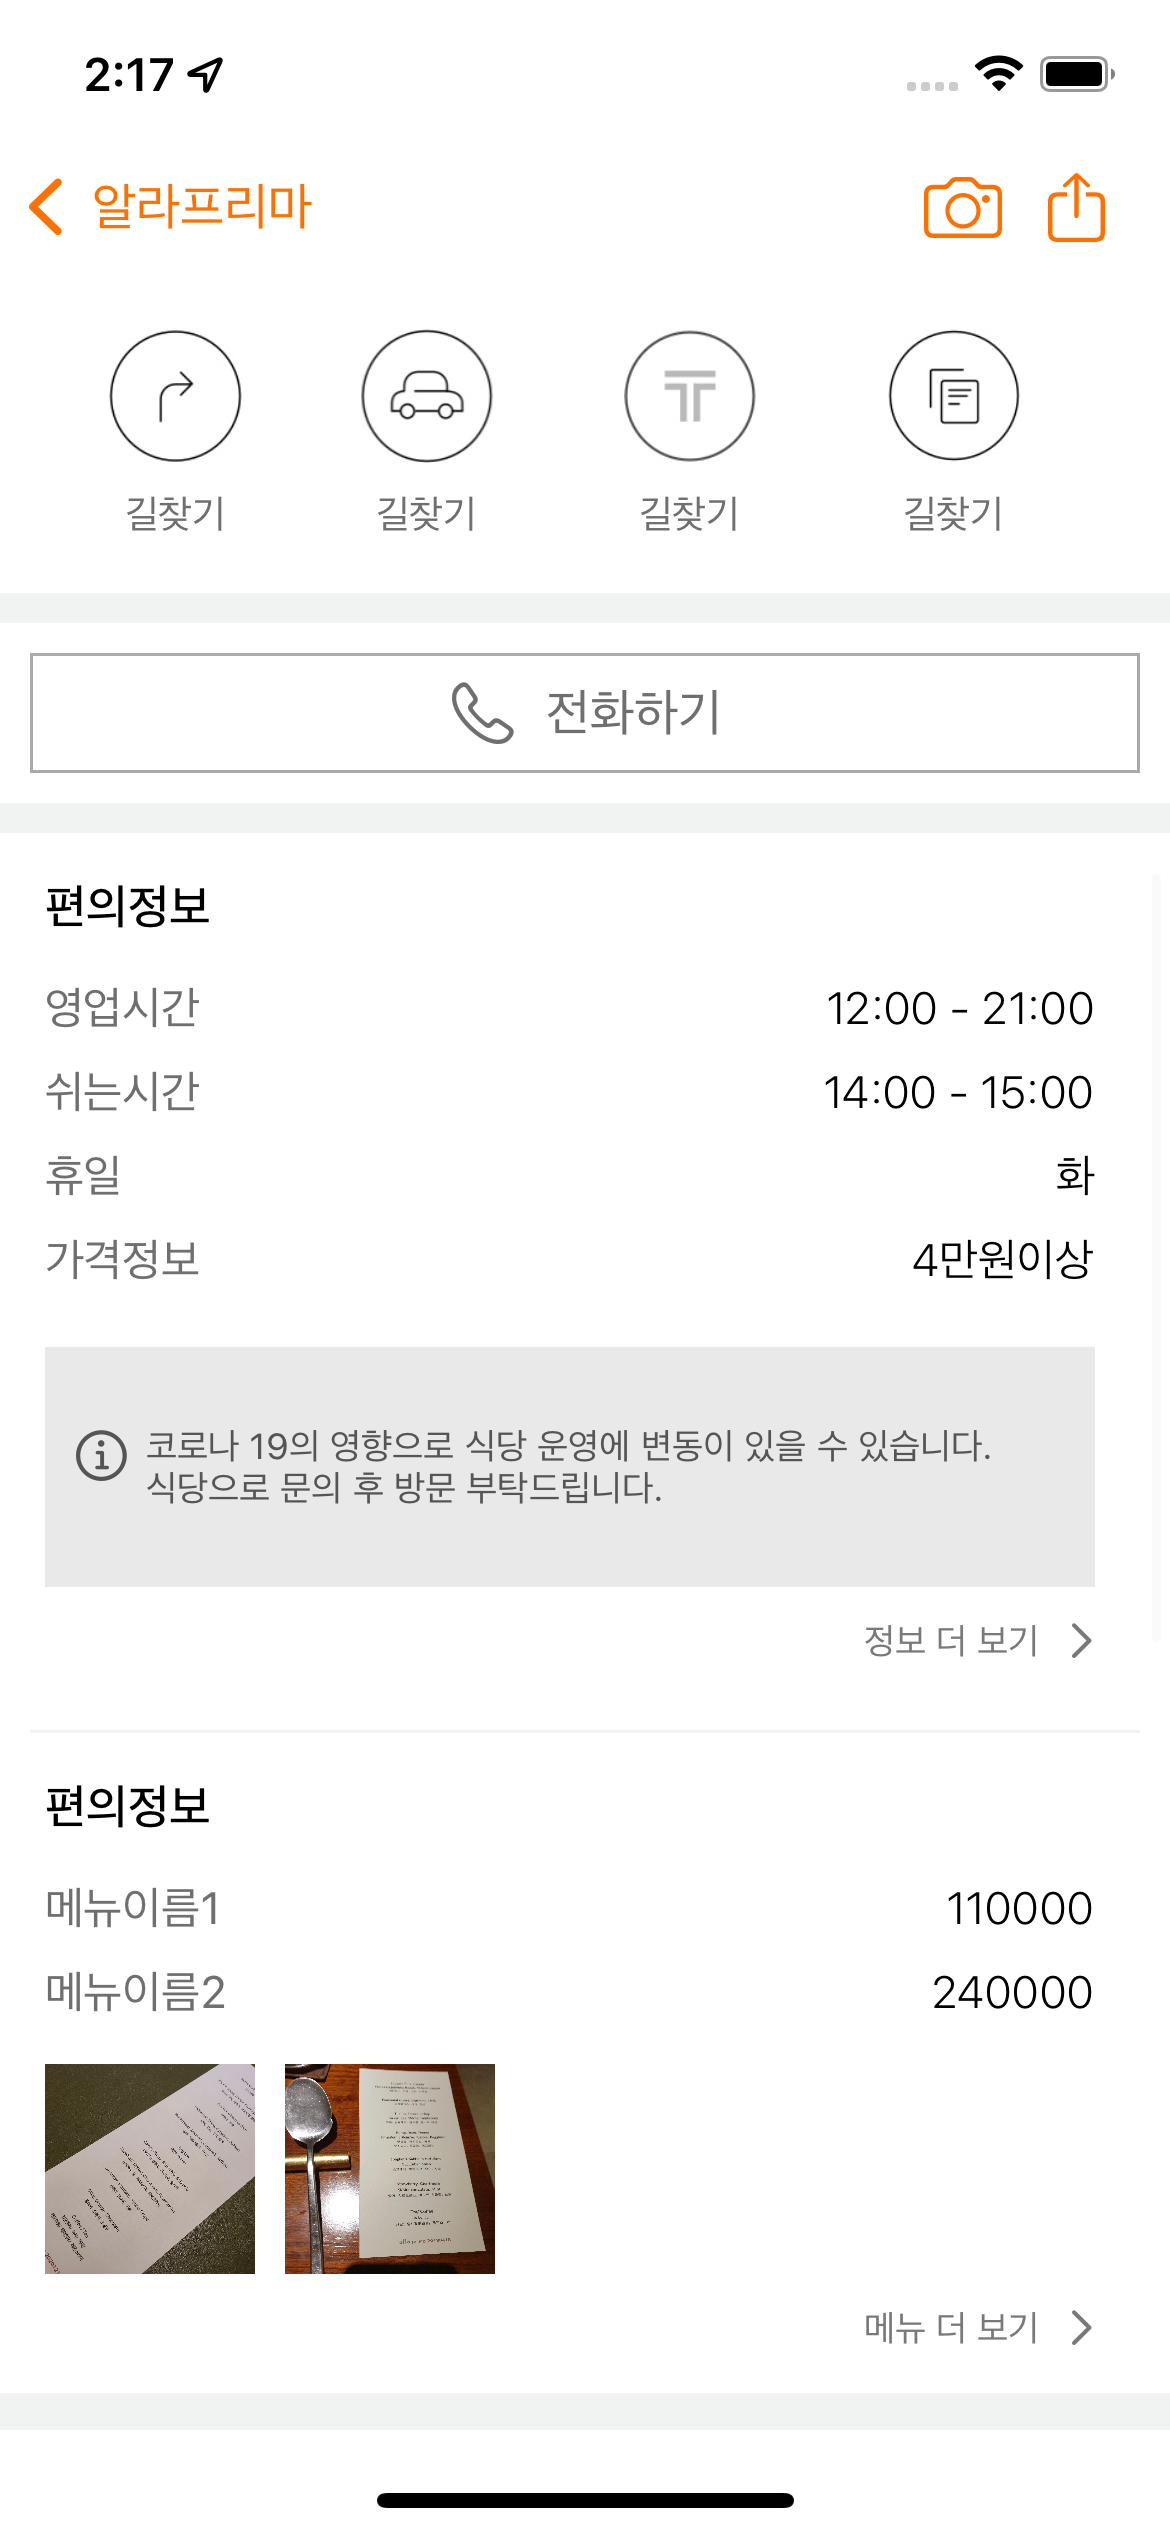 2:17
알라프리마
길찾기 길찾기 길찾기 길찾기
전화하기
편의정보
영업시간 12:00 - 21:00
쉬는시간 14:00 - 15:00
휴일 화
가격정보 4만원이상
코로나 19의 영향으로 식당 운영에 변동이 있을 수 있습니다.
식당으로 문의 후 방문 부탁드립니다.
정보 더 보기
편의정보
메뉴이름1 110000
메뉴이름2 240000
메뉴 더 보기